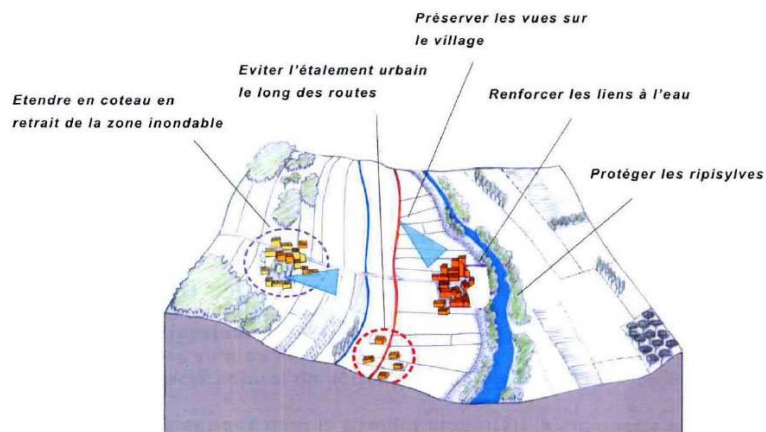 Préserver les vues sur
le village
Eviter l'étalement urbain
le long des routes
Etendre en coteau en
retrait de la zone inondable
Renforcer les liens à l'eau
Protéger les ripisylves